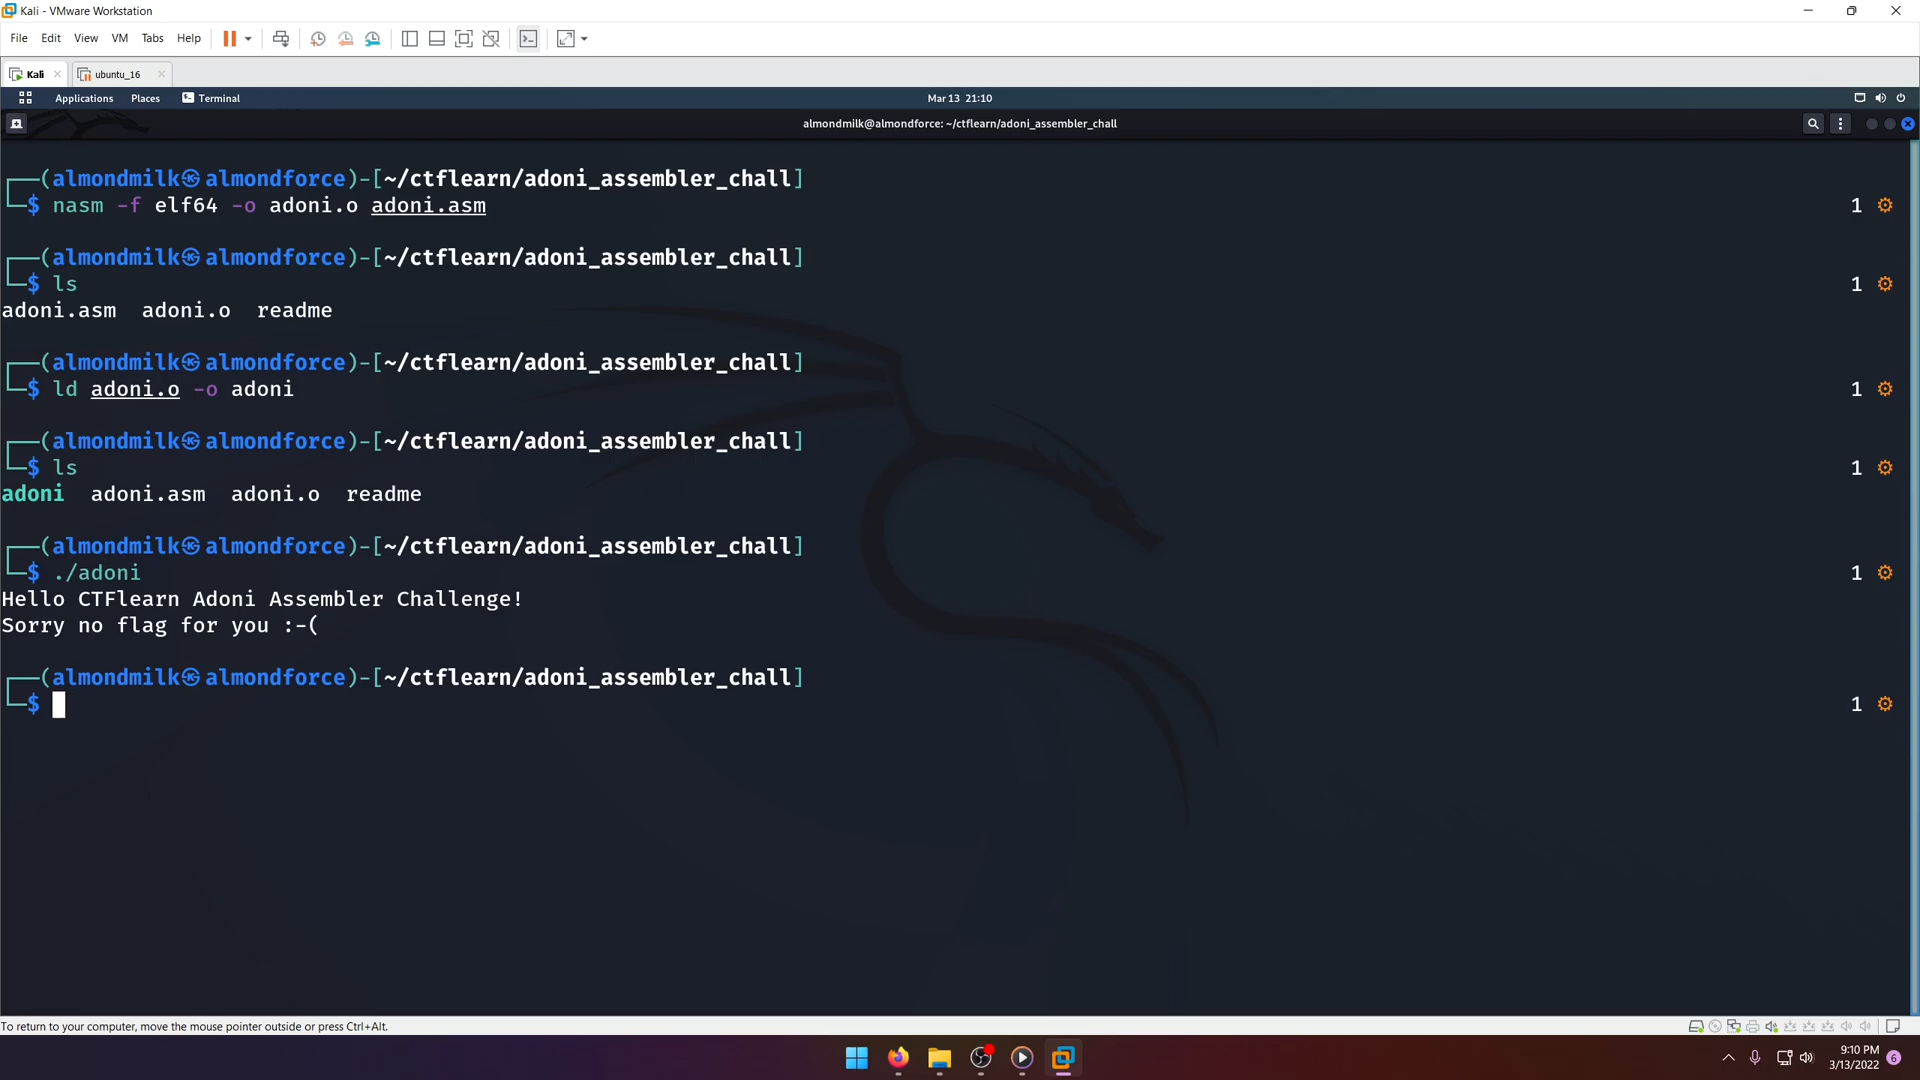 Kali - VMware Workstation
File Edit View VM Tabs Help
Kali ubuntu_16
Applications Places Terminal Mar 13 21:10
almondmilk@almondforce: ~/ctflearn/adoni_assembler_chall
┌──(almondmilk㉿almondforce)-[~/ctflearn/adoni_assembler_chall]
└─$ nasm -f elf64 -o adoni.o adoni.asm 1 ⚙
┌──(almondmilk㉿almondforce)-[~/ctflearn/adoni_assembler_chall]
└─$ ls 1 ⚙
adoni.asm adoni.o readme
┌──(almondmilk㉿almondforce)-[~/ctflearn/adoni_assembler_chall]
└─$ ld adoni.o -o adoni 1 ⚙
┌──(almondmilk㉿almondforce)-[~/ctflearn/adoni_assembler_chall]
└─$ ls 1 ⚙
adoni adoni.asm adoni.o readme
┌──(almondmilk㉿almondforce)-[~/ctflearn/adoni_assembler_chall]
└─$ ./adoni 1 ⚙
Hello CTFlearn Adoni Assembler Challenge!
Sorry no flag for you :-(
┌──(almondmilk㉿almondforce)-[~/ctflearn/adoni_assembler_chall]
└─$ 1 ⚙
To return to your computer, move the mouse pointer outside or press Ctrl+Alt.
9:10 PM
3/13/2022 6